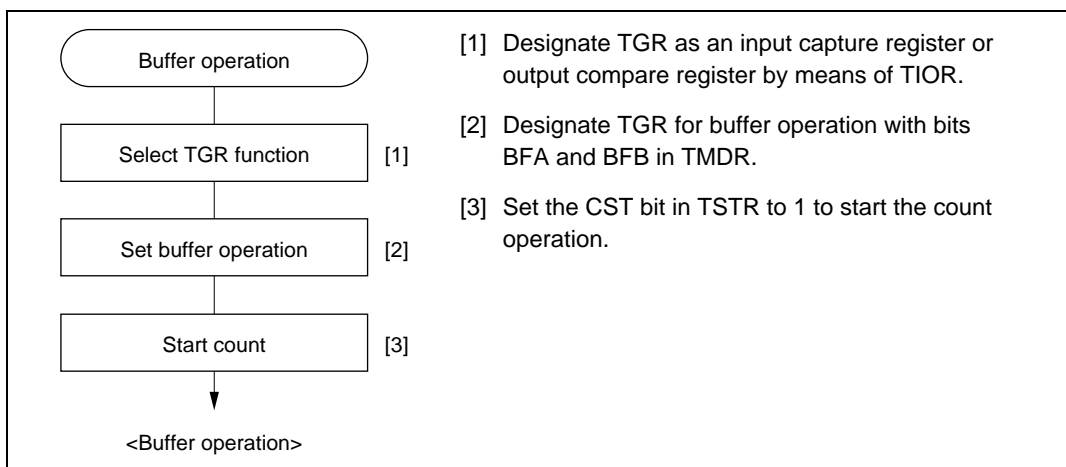 Buffer operation
Select TGR function
[1]
Set buffer operation
[2]
Start count
[3]
<Buffer operation>
[1] Designate TGR as an input capture register or
output compare register by means of TIOR.
[2] Designate TGR for buffer operation with bits
BFA and BFB in TMDR.
[3] Set the CST bit in TSTR to 1 to start the count
operation.